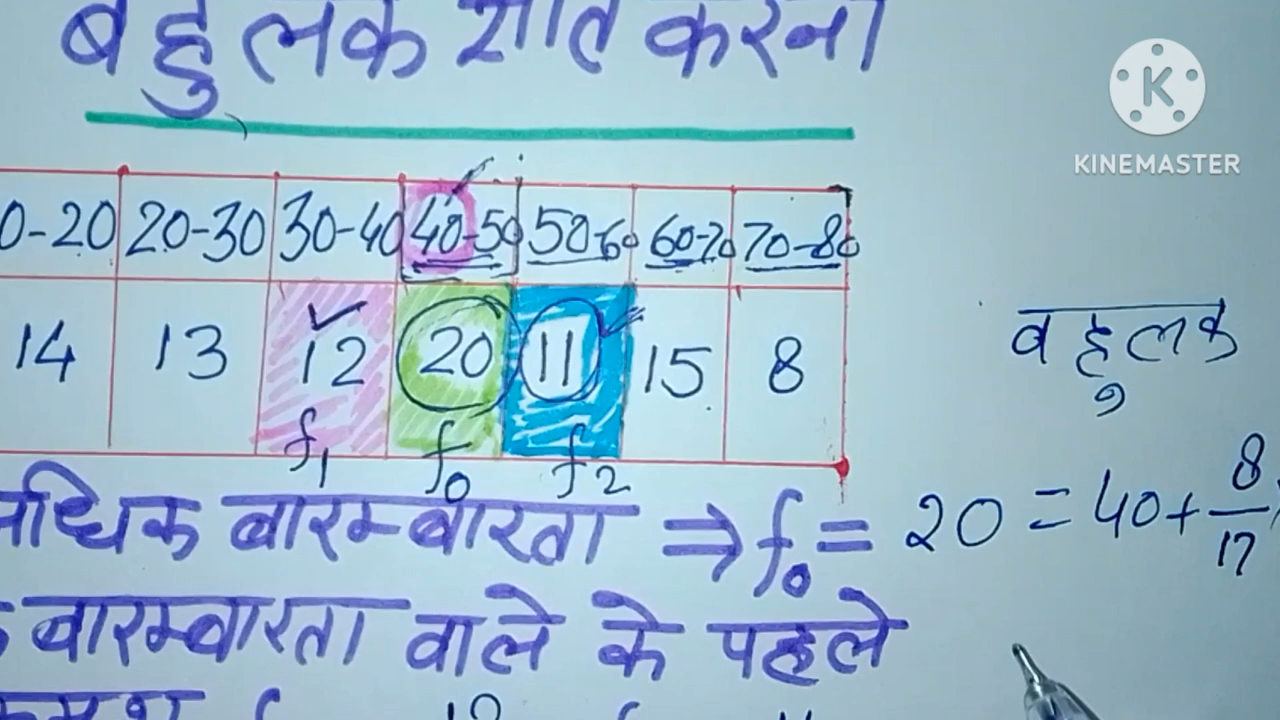 बहुलक ज्ञात करना
KINEMASTER
0-20 20-30 30-40 40-50 50-60 60-70 70-80
14 13 12 20 11 15 8
f1 f0 f2
बहुलक
धिक बारम्बारता ⇒ f0 = 20
= 40 + 8/17
बारम्बारता वाले के पहले